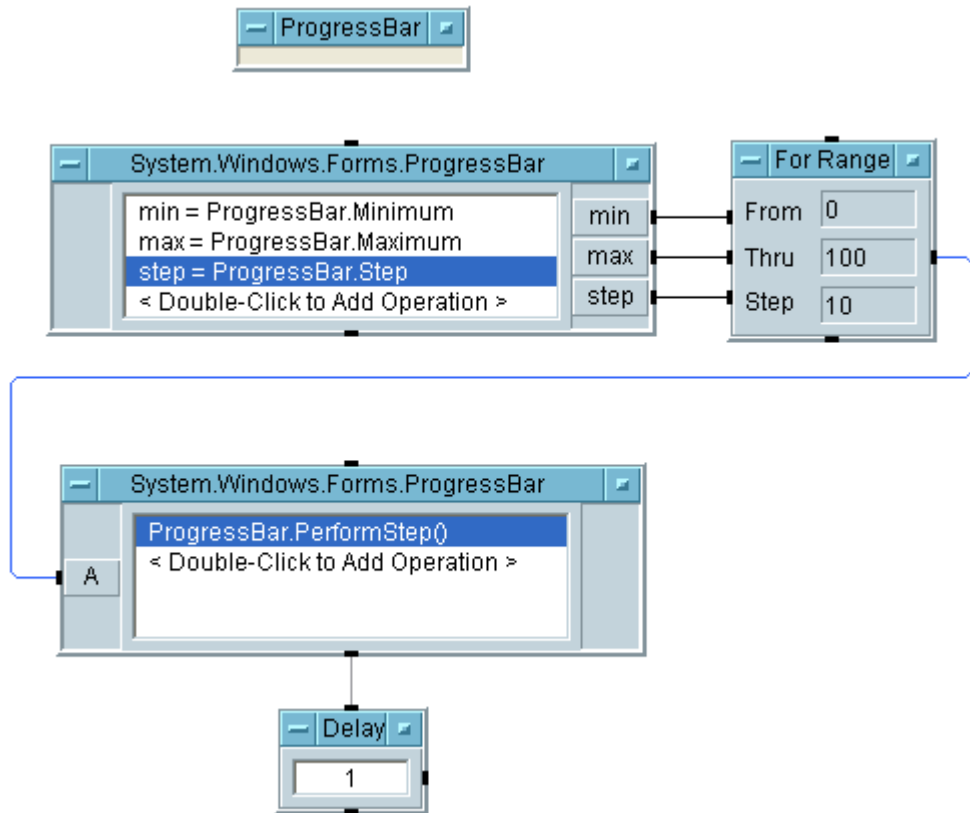 ProgressBar
System.Windows.Forms.ProgressBar
min = ProgressBar.Minimum
max = ProgressBar.Maximum
step = ProgressBar.Step
< Double-Click to Add Operation >
min
max
step
For Range
From 0
Thru 100
Step 10
System.Windows.Forms.ProgressBar
A
ProgressBar.PerformStep()
< Double-Click to Add Operation >
Delay
1